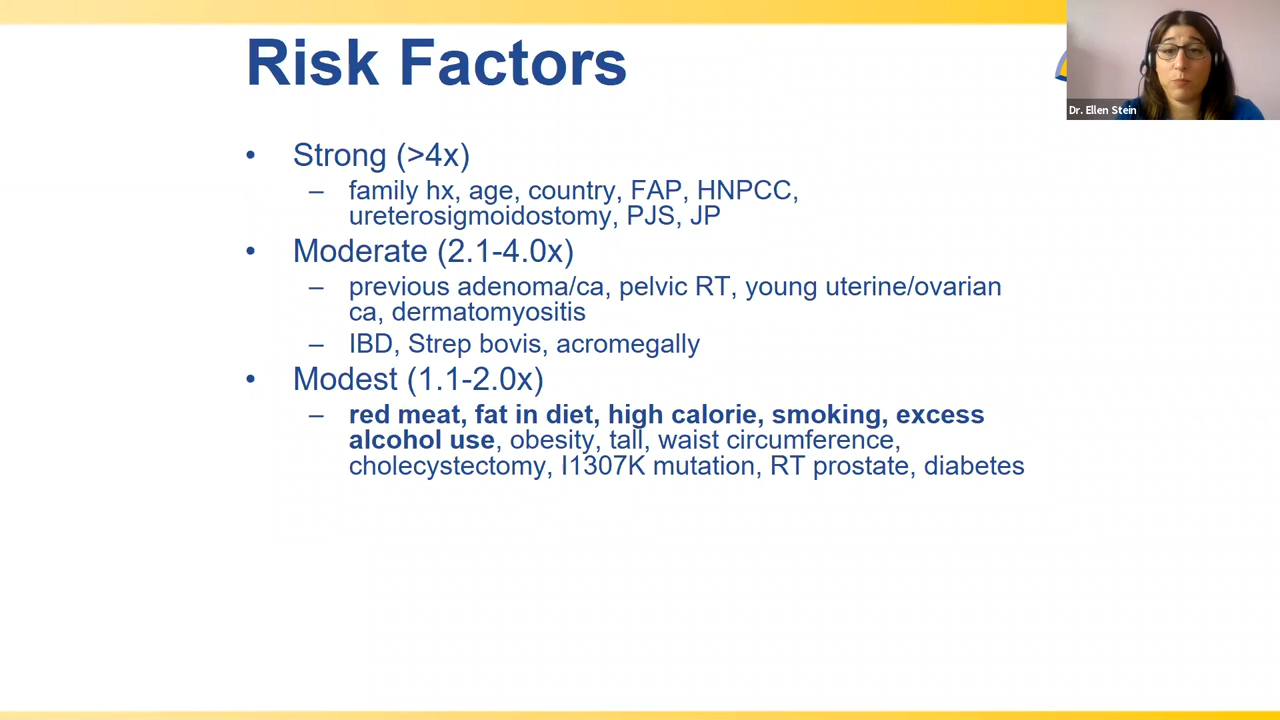 Risk Factors
Dr. Ellen Stein
• Strong (>4x)
– family hx, age, country, FAP, HNPCC,
ureterosigmoidostomy, PJS, JP
• Moderate (2.1-4.0x)
– previous adenoma/ca, pelvic RT, young uterine/ovarian
ca, dermatomyositis
– IBD, Strep bovis, acromegally
• Modest (1.1-2.0x)
– red meat, fat in diet, high calorie, smoking, excess
alcohol use, obesity, tall, waist circumference,
cholecystectomy, I1307K mutation, RT prostate, diabetes